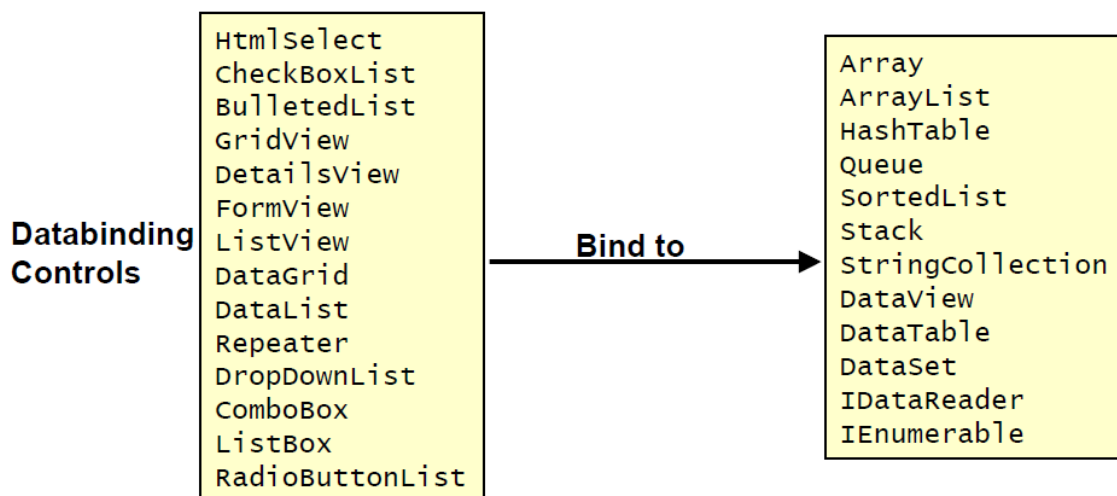 Databinding
Controls
HtmlSelect
CheckBoxList
BulletedList
GridView
DetailsView
FormView
ListView
DataGrid
DataList
Repeater
DropDownList
ComboBox
ListBox
RadioButtonList
Bind to
Array
ArrayList
HashTable
Queue
SortedList
Stack
StringCollection
DataView
DataTable
DataSet
IDataReader
IEnumerable